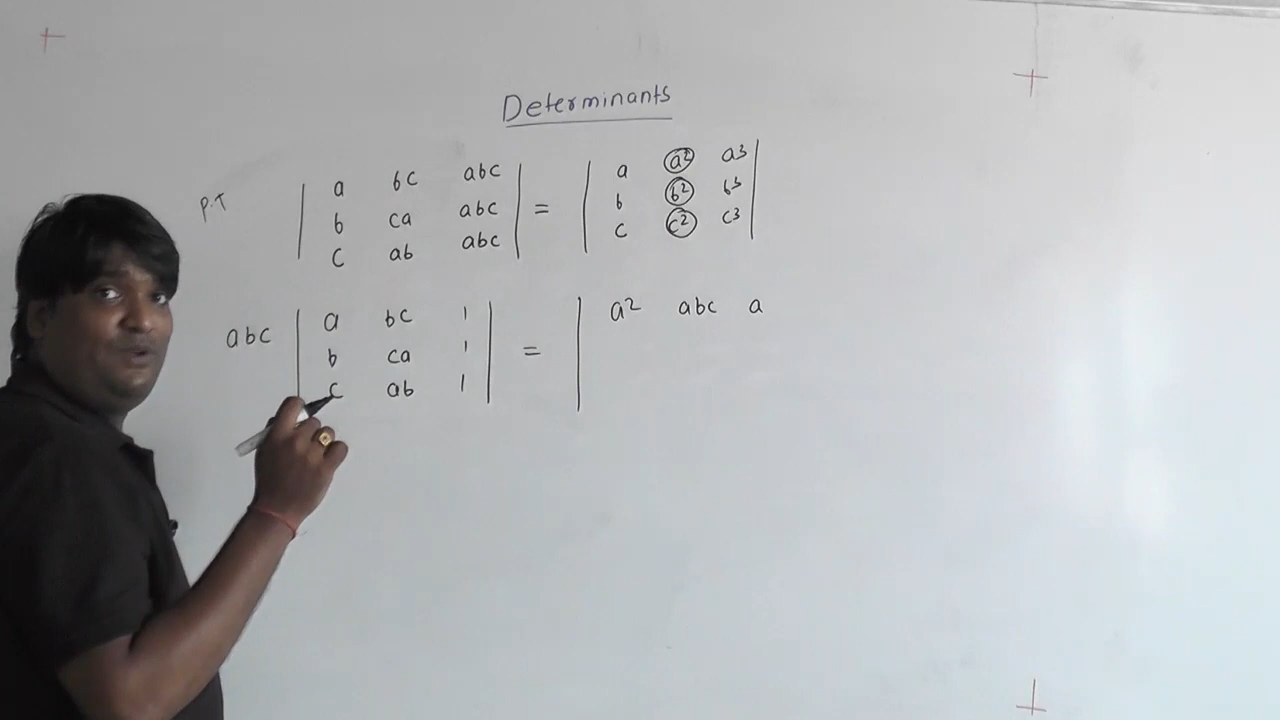 Determinants
P.T | a bc abc | = | a a² a³ |
| b ca abc | | b b² b³ |
| c ab abc | | c c² c³ |
abc | a bc 1 | = | a² abc a
| b ca 1 | |
| c ab 1 | |